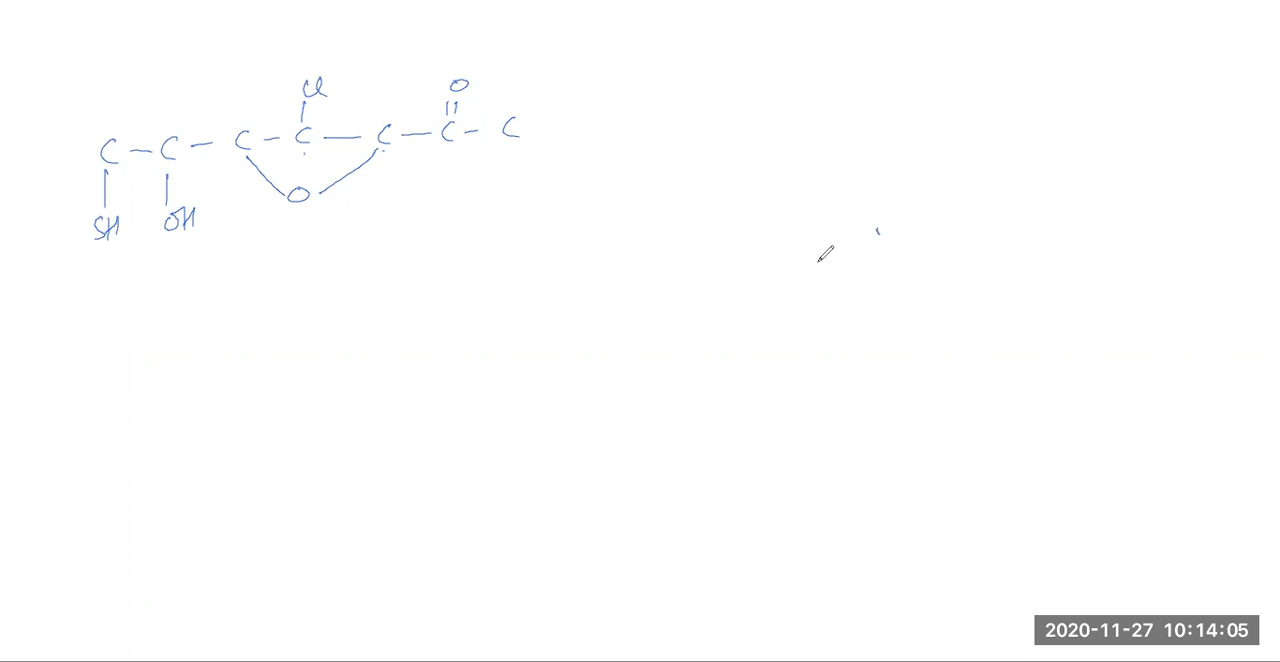 Cl O
C - C - C - C - C - C - C
O
SH OH
2020-11-27 10:14:05